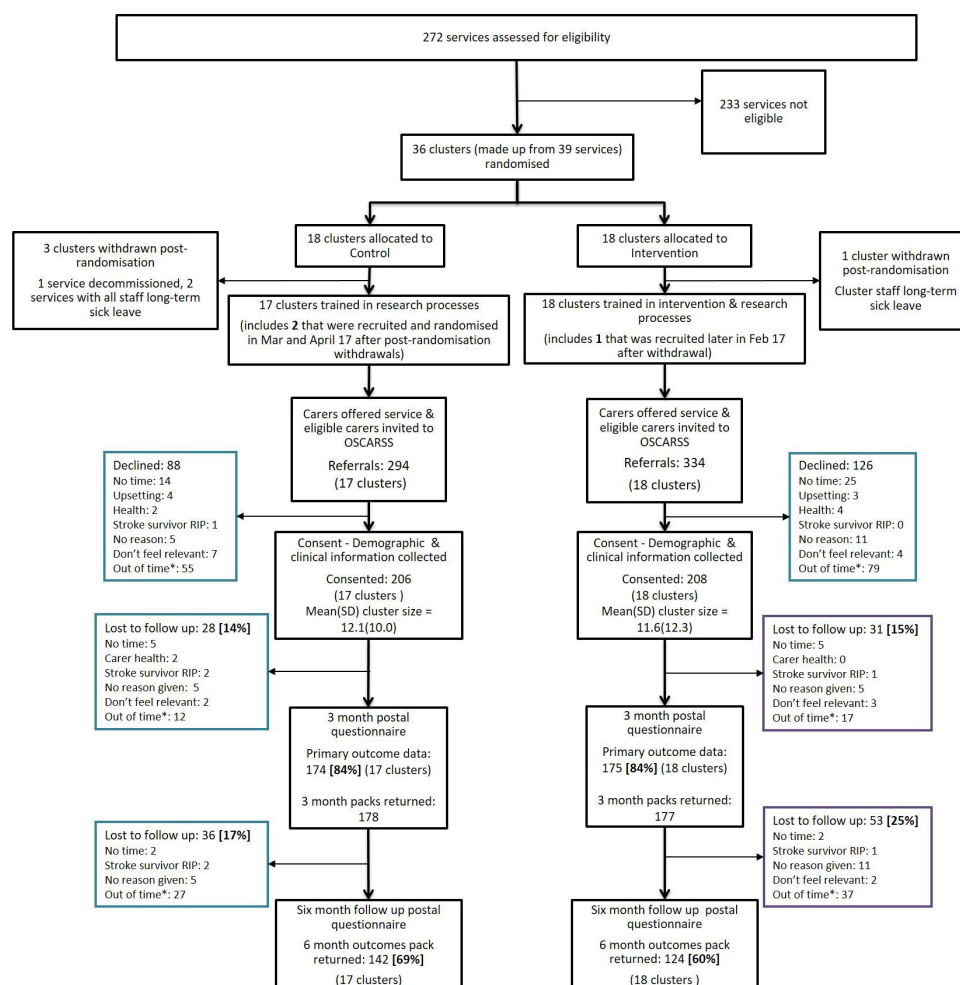 272 services assessed for eligibility
233 services not
eligible
36 clusters (made up from 39 services)
randomised
18 clusters allocated to
Control
18 clusters allocated to
Intervention
3 clusters withdrawn post-
randomisation
1 service decommissioned, 2
services with all staff long-term
sick leave
1 cluster withdrawn
post-randomisation
Cluster staff long-term
sick leave
17 clusters trained in research processes
(includes 2 that were recruited and randomised
in Mar and April 17 after post-randomisation
withdrawals)
18 clusters trained in intervention & research
processes
(includes 1 that was recruited later in Feb 17
after withdrawal)
Carers offered service &
eligible carers invited to
OSCARSS
Referrals: 294
(17 clusters)
Carers offered service &
eligible carers invited to
OSCARSS
Referrals: 334
(18 clusters)
Declined: 88
No time: 14
Upsetting: 4
Health: 2
Stroke survivor RIP: 1
No reason: 5
Don't feel relevant: 7
Out of time*: 55
Declined: 126
No time: 25
Upsetting: 3
Health: 4
Stroke survivor RIP: 0
No reason: 11
Don't feel relevant: 4
Out of time*: 79
Consent - Demographic &
clinical information collected
Consented: 206
(17 clusters )
Mean(SD) cluster size =
12.1(10.0)
Consent - Demographic &
clinical information collected
Consented: 208
(18 clusters)
Mean(SD) cluster size =
11.6(12.3)
Lost to follow up: 28 [14%]
No time: 5
Carer health: 2
Stroke survivor RIP: 2
No reason given: 5
Don't feel relevant: 2
Out of time*: 12
Lost to follow up: 31 [15%]
No time: 5
Carer health: 0
Stroke survivor RIP: 1
No reason given: 5
Don't feel relevant: 3
Out of time*: 17
3 month postal
questionnaire
Primary outcome data:
174 [84%] (17 clusters)
3 month packs returned:
178
3 month postal
questionnaire
Primary outcome data:
175 [84%] (18 clusters)
3 month packs returned:
177
Lost to follow up: 36 [17%]
No time: 2
Stroke survivor RIP: 2
No reason given: 5
Out of time*: 27
Lost to follow up: 53 [25%]
No time: 2
Stroke survivor RIP: 1
No reason given: 11
Don't feel relevant: 2
Out of time*: 37
Six month follow up postal
questionnaire
6 month outcomes pack
returned: 142 [69%]
(17 clusters)
Six month follow up  postal
questionnaire
6 month outcomes pack
returned: 124 [60%]
(18 clusters )